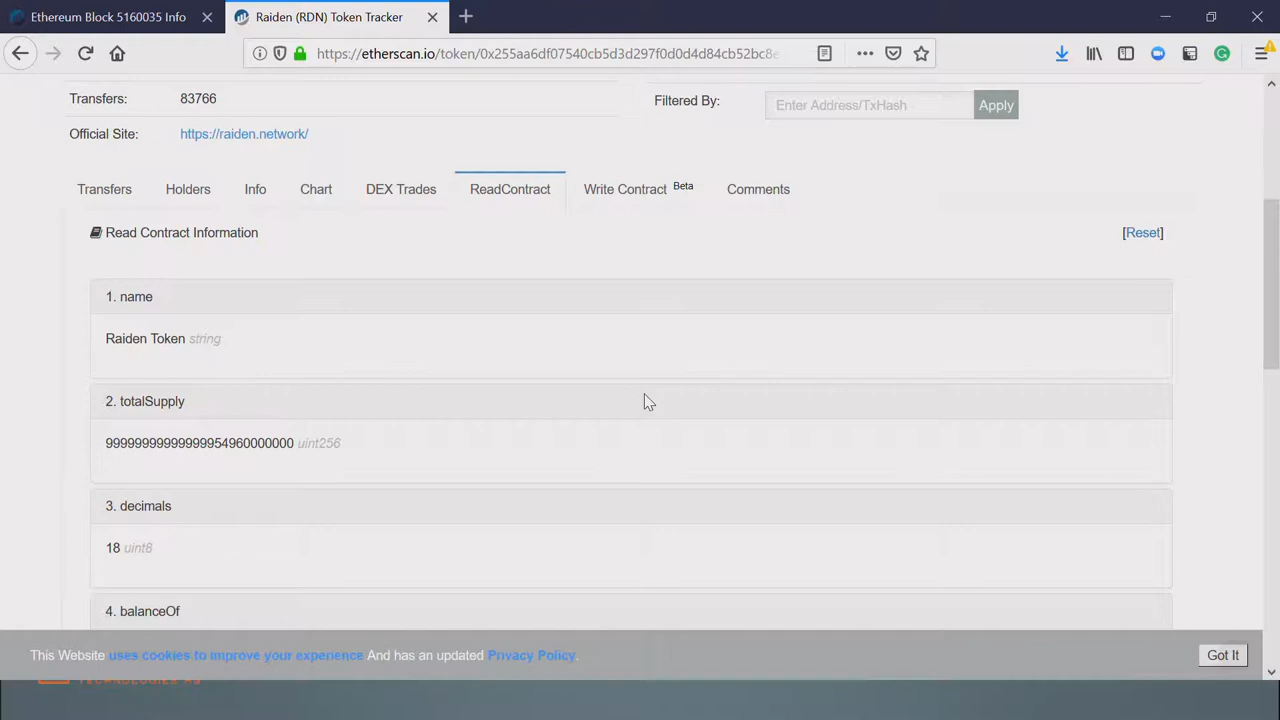 Ethereum Block 5160035 Info
Raiden (RDN) Token Tracker
https://etherscan.io/token/0x255aa6df07540cb5d3d297f0d0d4d84cb52bc8e
Transfers: 83766
Filtered By: Enter Address/TxHash Apply
Official Site: https://raiden.network/
Transfers Holders Info Chart DEX Trades ReadContract Write Contract Beta Comments
Read Contract Information [Reset]
1. name
Raiden Token string
2. totalSupply
99999999999999954960000000 uint256
3. decimals
18 uint8
4. balanceOf
This Website uses cookies to improve your experience And has an updated Privacy Policy. Got It